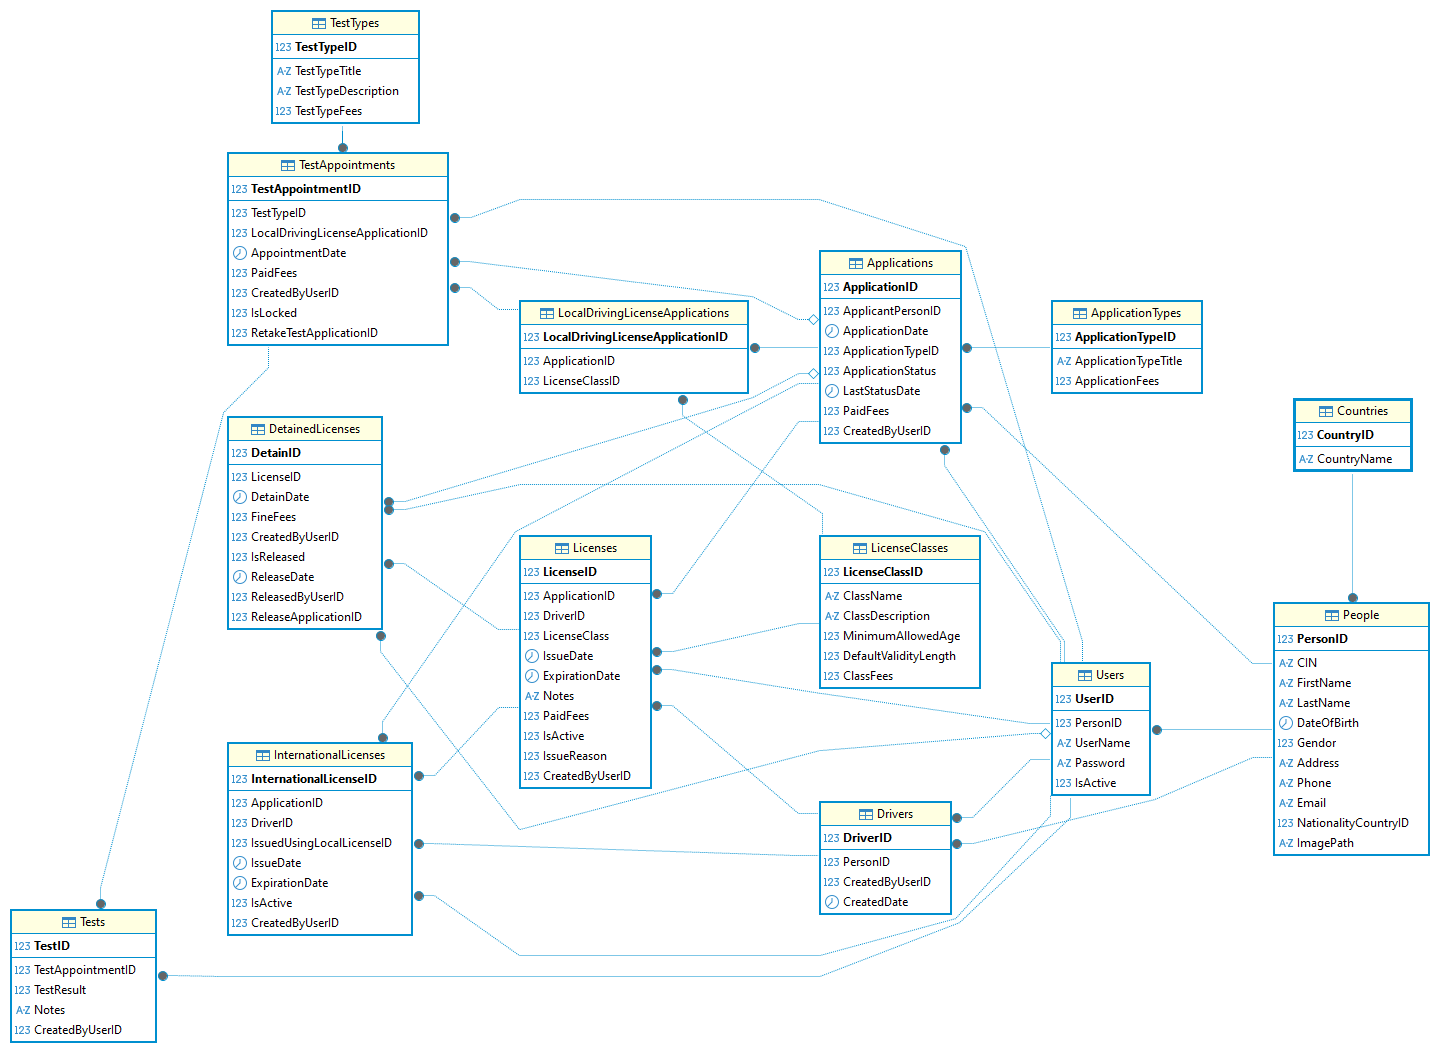 TestTypes
123 TestTypeID
A-Z TestTypeTitle
A-Z TestTypeDescription
123 TestTypeFees
TestAppointments
123 TestAppointmentID
123 TestTypeID
123 LocalDrivingLicenseApplicationID
AppointmentDate
123 PaidFees
123 CreatedByUserID
123 IsLocked
123 RetakeTestApplicationID
LocalDrivingLicenseApplications
123 LocalDrivingLicenseApplicationID
123 ApplicationID
123 LicenseClassID
Applications
123 ApplicationID
123 ApplicantPersonID
ApplicationDate
123 ApplicationTypeID
123 ApplicationStatus
LastStatusDate
123 PaidFees
123 CreatedByUserID
ApplicationTypes
123 ApplicationTypeID
A-Z ApplicationTypeTitle
123 ApplicationFees
Countries
123 CountryID
A-Z CountryName
DetainedLicenses
123 DetainID
123 LicenseID
DetainDate
123 FineFees
123 CreatedByUserID
123 IsReleased
ReleaseDate
123 ReleasedByUserID
123 ReleaseApplicationID
Licenses
123 LicenseID
123 ApplicationID
123 DriverID
123 LicenseClass
IssueDate
ExpirationDate
A-Z Notes
123 PaidFees
123 IsActive
123 IssueReason
123 CreatedByUserID
LicenseClasses
123 LicenseClassID
A-Z ClassName
A-Z ClassDescription
123 MinimumAllowedAge
123 DefaultValidityLength
123 ClassFees
People
123 PersonID
A-Z CIN
A-Z FirstName
A-Z LastName
DateOfBirth
123 Gendor
A-Z Address
A-Z Phone
A-Z Email
123 NationalityCountryID
A-Z ImagePath
Users
123 UserID
123 PersonID
A-Z UserName
A-Z Password
123 IsActive
InternationalLicenses
123 InternationalLicenseID
123 ApplicationID
123 DriverID
123 IssuedUsingLocalLicenseID
IssueDate
ExpirationDate
123 IsActive
123 CreatedByUserID
Drivers
123 DriverID
123 PersonID
123 CreatedByUserID
CreatedDate
Tests
123 TestID
123 TestAppointmentID
123 TestResult
A-Z Notes
123 CreatedByUserID